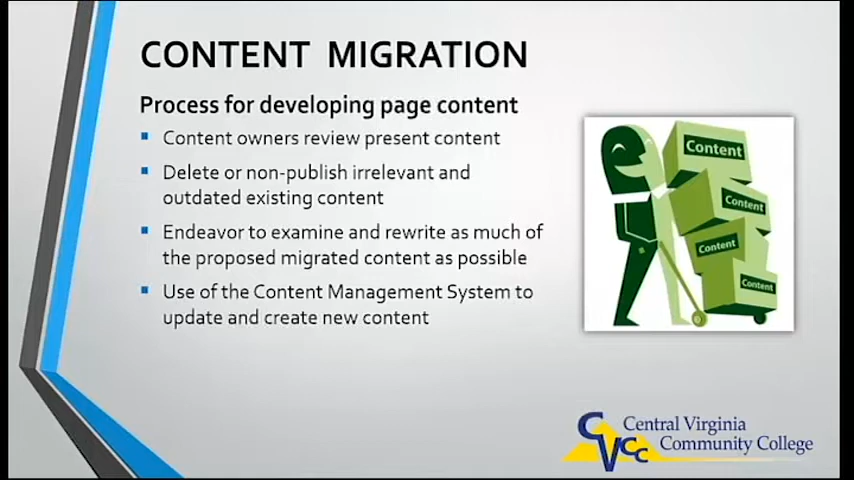 CONTENT MIGRATION
Process for developing page content
Content owners review present content
Delete or non-publish irrelevant and
outdated existing content
Endeavor to examine and rewrite as much of
the proposed migrated content as possible
Use of the Content Management System to
update and create new content
Content
Content
Content
Content
CVCC
Central Virginia
Community College